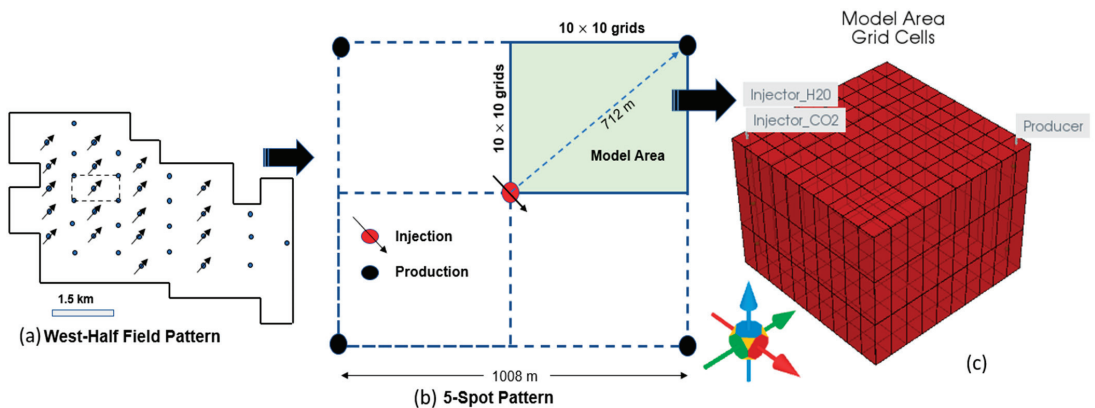 1.5 km
(a) West-Half Field Pattern
10 × 10 grids
10 × 10 grids
712 m
Model Area
Injection
Production
1008 m
(b) 5-Spot Pattern
Model Area
Grid Cells
Injector_H20
Injector_CO2
Producer
(c)